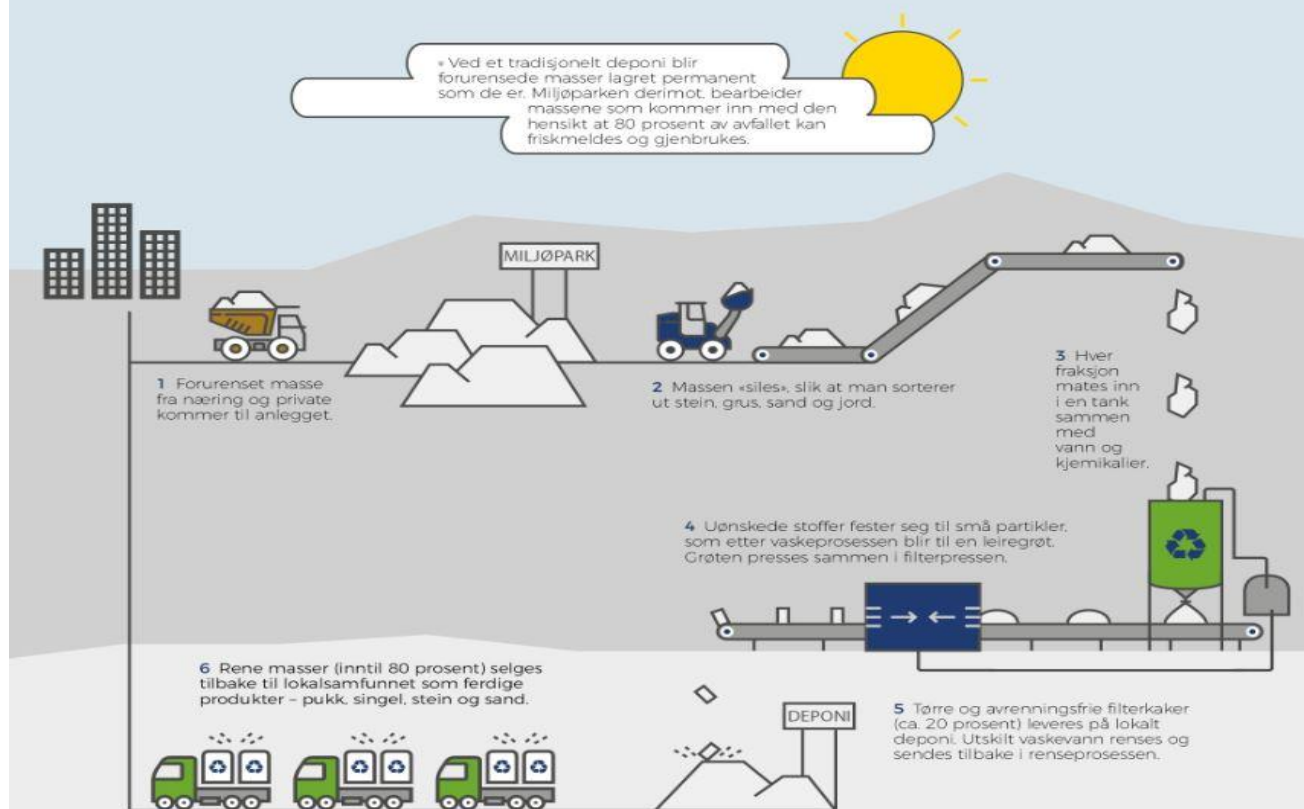 « Ved et tradisjonelt deponi blir
forurensede masser lagret permanent
som de er. Miljøparken derimot, bearbeider
massene som kommer inn med den
hensikt at 80 prosent av avfallet kan
friskmeldes og gjenbrukes.
MILJØPARK
1 Forurenset masse
fra næring og private
kommer til anlegget.
2 Massen «siles», slik at man sorterer
ut stein, grus, sand og jord.
3 Hver
fraksjon
mates inn
i en tank
sammen
med
vann og
kjemikalier.
4 Uønskede stoffer fester seg til små partikler,
som etter vaskeprosessen blir til en leiregrøt.
Grøten presses sammen i filterpressen.
DEPONI
5 Tørre og avrenningsfrie filterkaker
(ca. 20 prosent) leveres på lokalt
deponi. Utskilt vaskevann renses og
sendes tilbake i renseprosessen.
6 Rene masser (inntil 80 prosent) selges
tilbake til lokalsamfunnet som ferdige
produkter – pukk, singel, stein og sand.